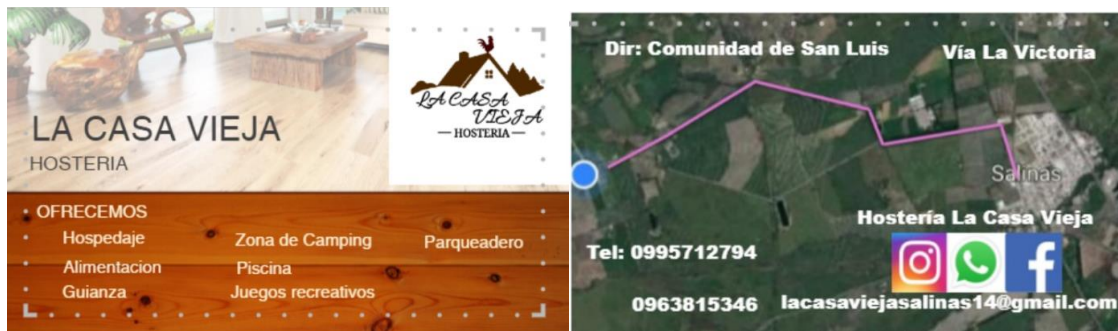 LA CASA VIEJA
HOSTERIA
LA CASA
VIEJA
HOSTERIA
OFRECEMOS
Hospedaje
Zona de Camping
Parqueadero
Alimentacion
Piscina
Guianza
Juegos recreativos
Dir: Comunidad de San Luis
Vía La Victoria
Salinas
Hostería La Casa Vieja
Tel: 0995712794
0963815346
lacasaviejasalinas14@gmail.com